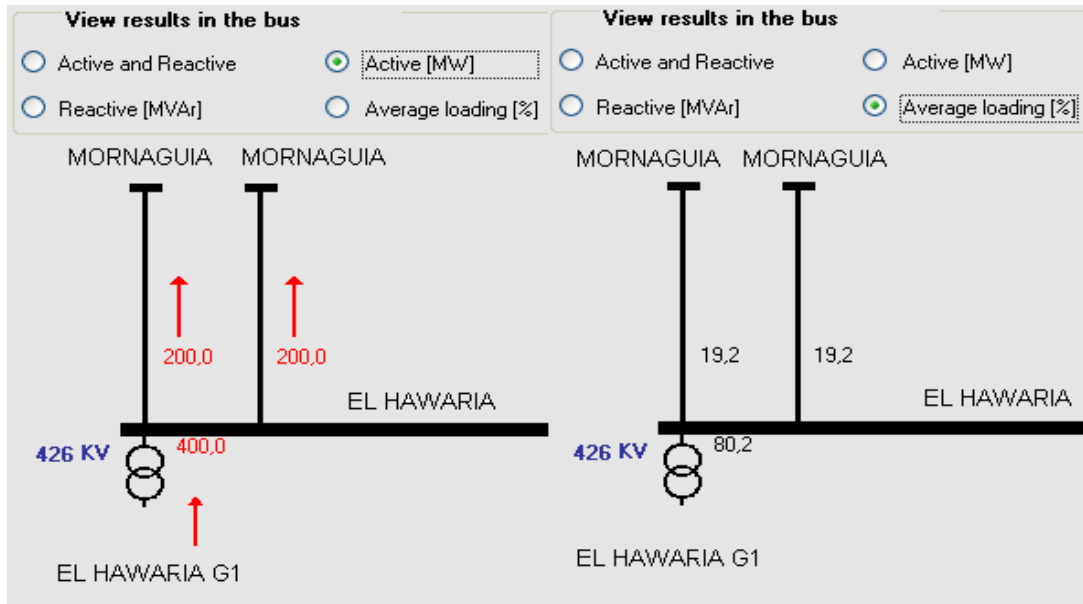 View results in the bus
Active and Reactive
Active [MW]
Reactive [MVAr]
Average loading [%]
MORNAGUIA
MORNAGUIA
200,0
200,0
EL HAWARIA
426 KV
400,0
EL HAWARIA G1
View results in the bus
Active and Reactive
Active [MW]
Reactive [MVAr]
Average loading [%]
MORNAGUIA
MORNAGUIA
19,2
19,2
EL HAWARIA
426 KV
80,2
EL HAWARIA G1